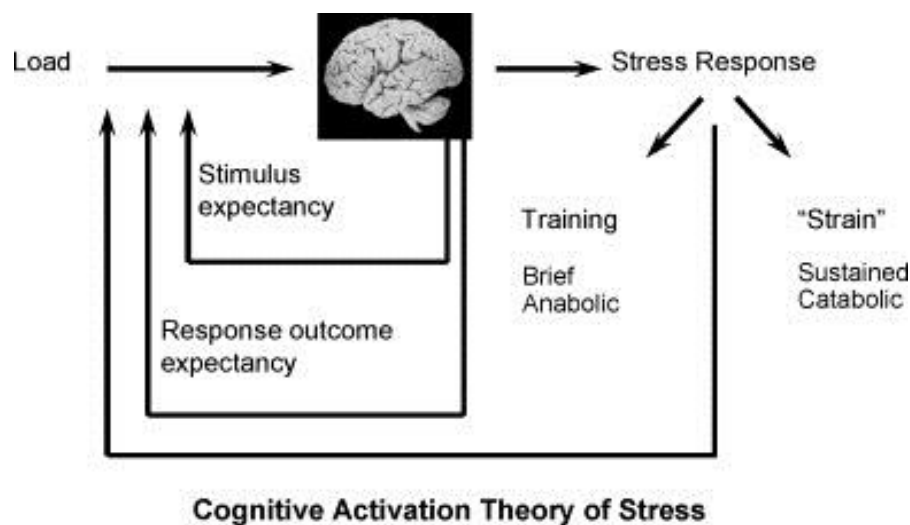 Load
Stress Response
Stimulus
expectancy
Training
"Strain"
Brief
Anabolic
Sustained
Catabolic
Response outcome
expectancy
Cognitive Activation Theory of Stress